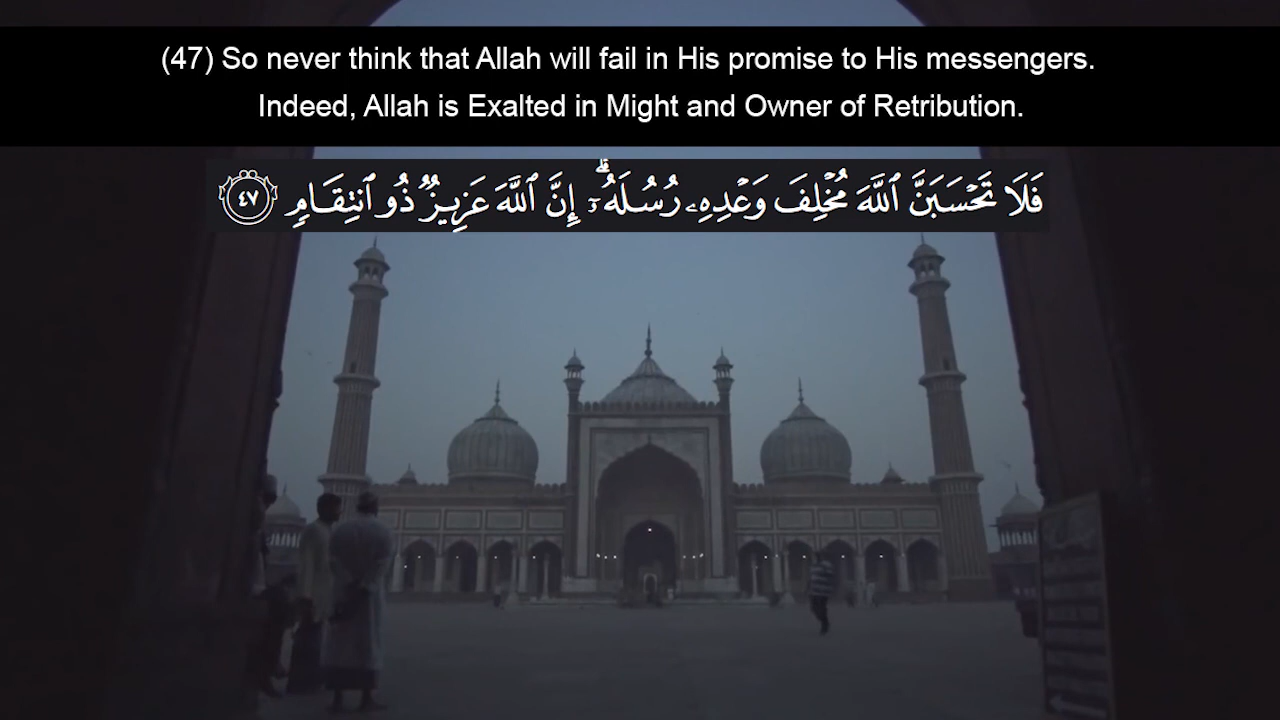 (47) So never think that Allah will fail in His promise to His messengers.
Indeed, Allah is Exalted in Might and Owner of Retribution.
فَلَا تَحْسَبَنَّ ٱللَّهَ مُخْلِفَ وَعْدِهِۦ رُسُلَهُۥٓ ۗ إِنَّ ٱللَّهَ عَزِيزٌ ذُو ٱنتِقَامٍ ٤٧